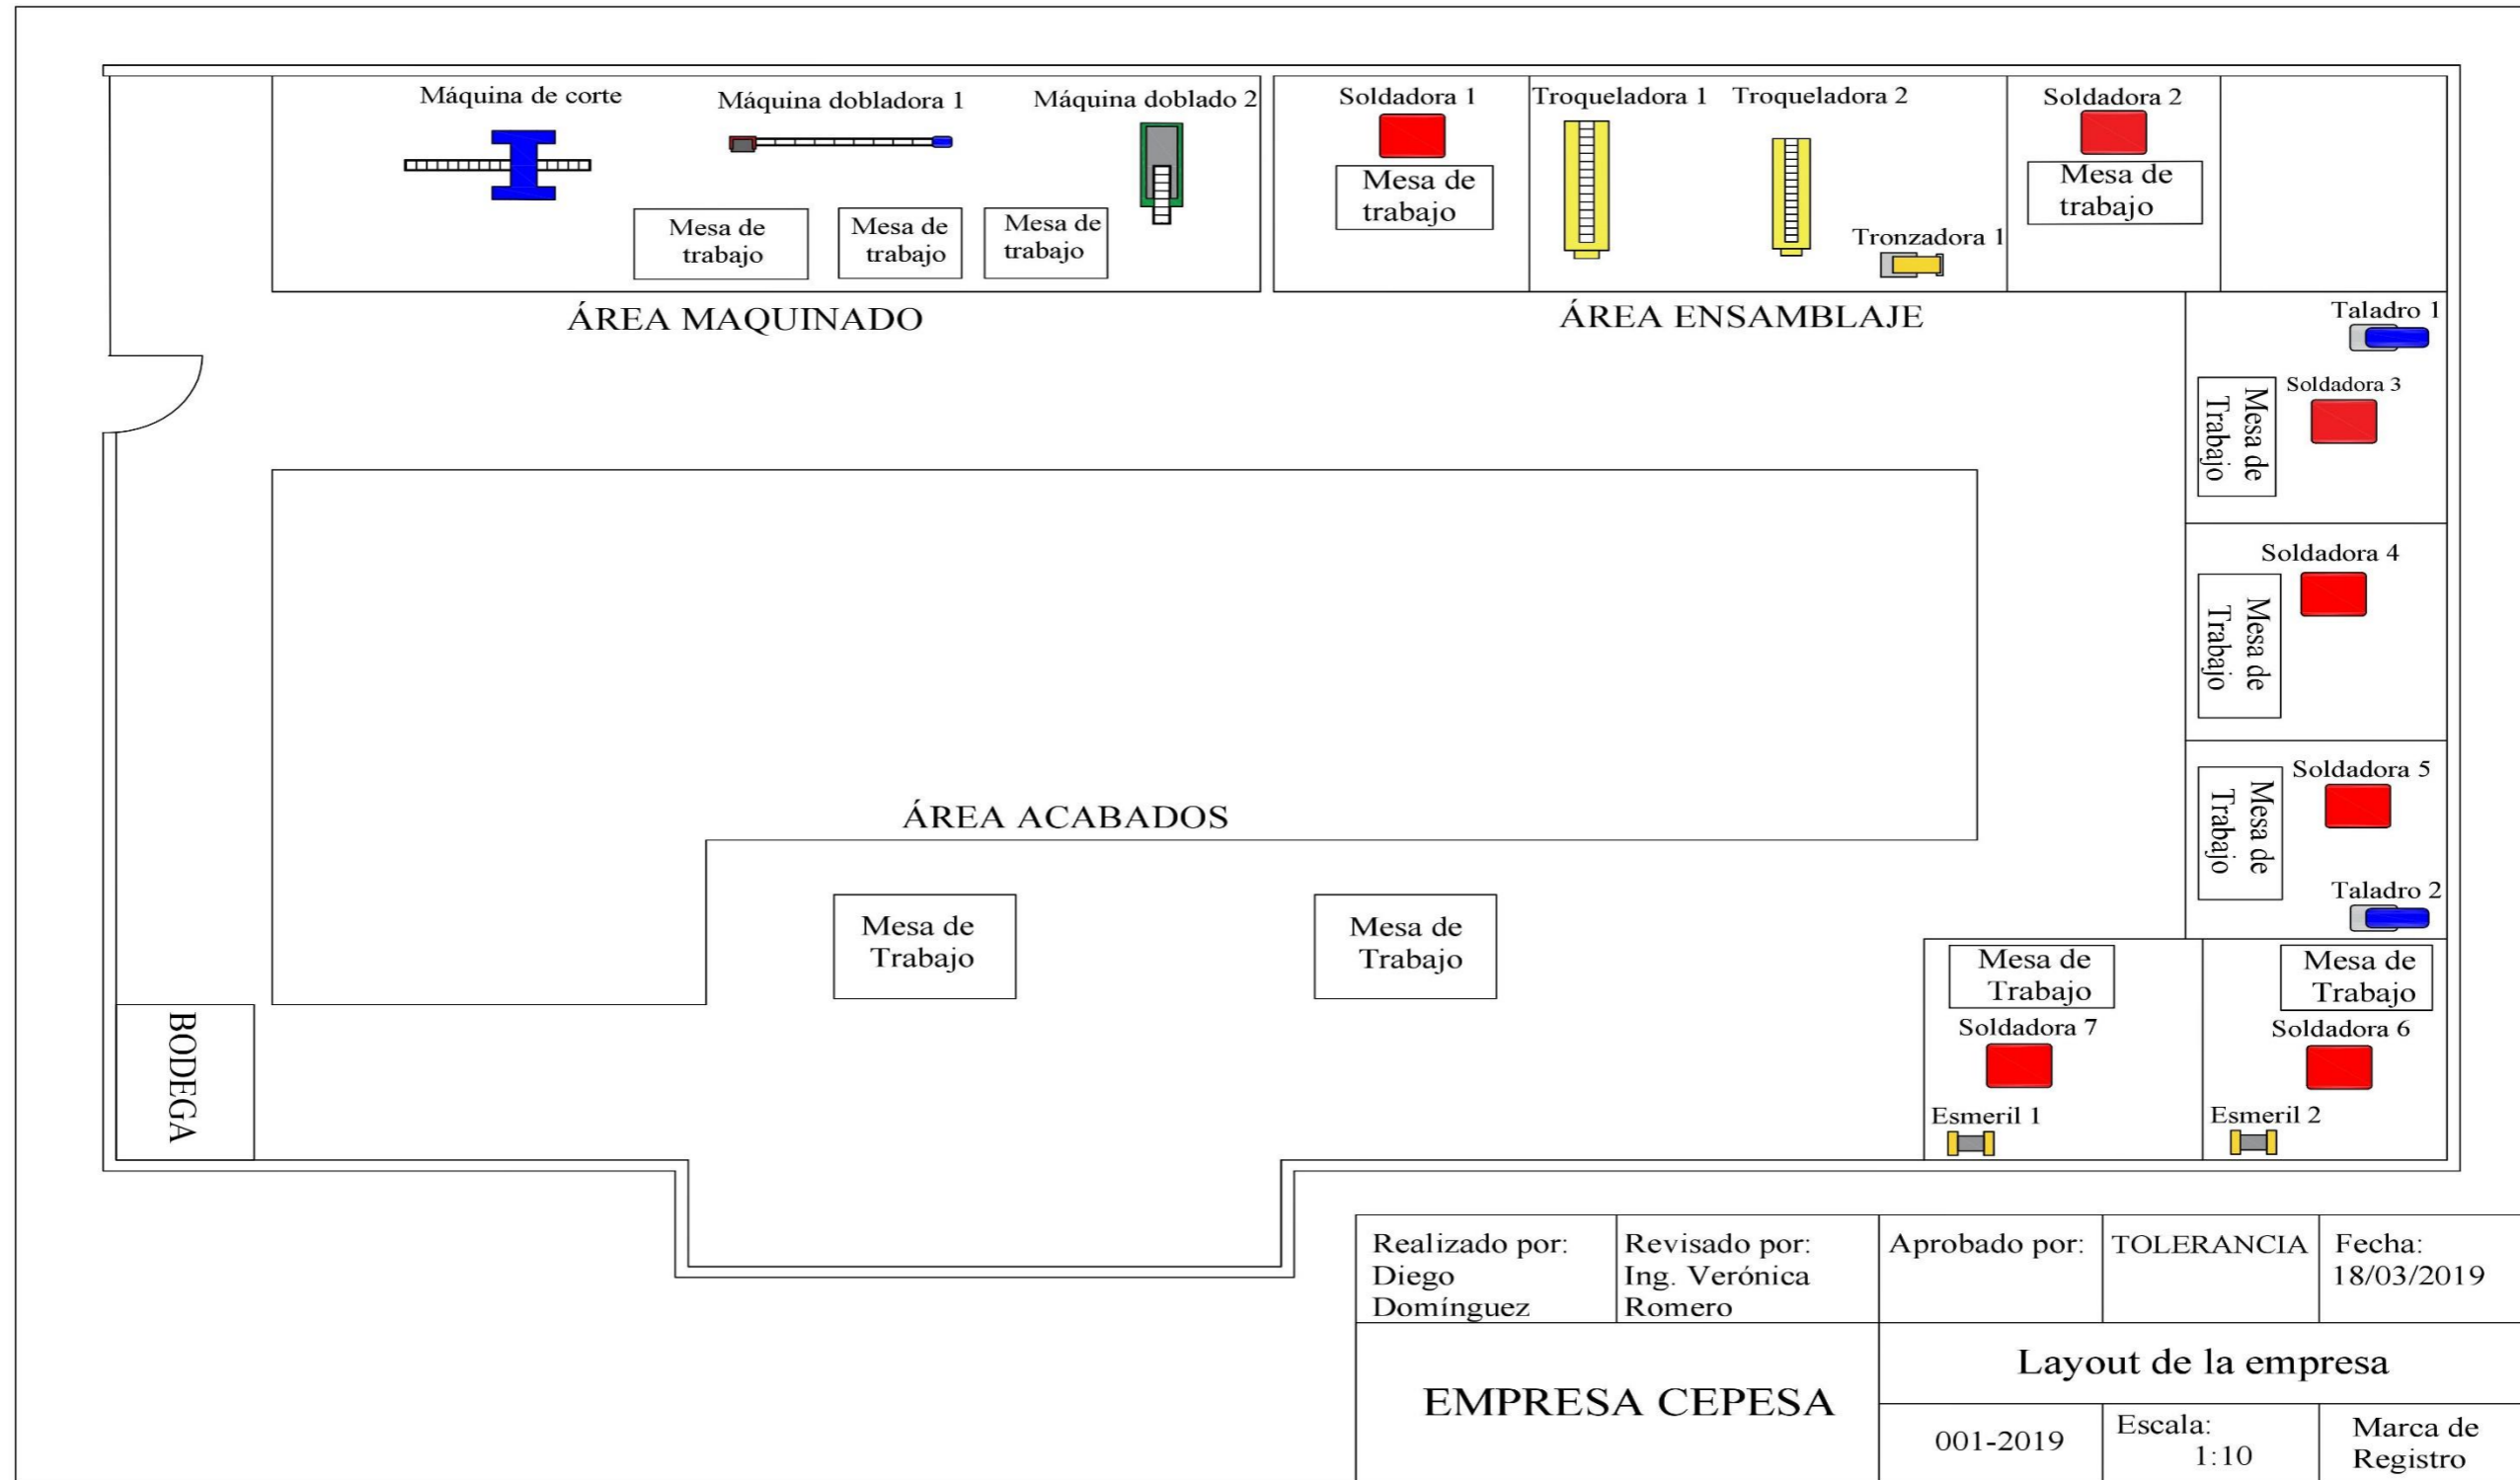 Máquina de corte
Máquina dobladora 1
Máquina doblado 2
Mesa de
trabajo
Mesa de
trabajo
Mesa de
trabajo
ÁREA MAQUINADO
Soldadora 1
Mesa de
trabajo
Troqueladora 1
Troqueladora 2
Tronzadora 1
Soldadora 2
Mesa de
trabajo
ÁREA ENSAMBLAJE
Taladro 1
Soldadora 3
Mesa de
Trabajo
Soldadora 4
Mesa de
Trabajo
Soldadora 5
Mesa de
Trabajo
Taladro 2
ÁREA ACABADOS
Mesa de
Trabajo
Mesa de
Trabajo
Mesa de
Trabajo
Soldadora 7
Esmeril 1
Mesa de
Trabajo
Soldadora 6
Esmeril 2
BODEGA
Realizado por:
Diego
Domínguez
Revisado por:
Ing. Verónica
Romero
Aprobado por:
TOLERANCIA
Fecha:
18/03/2019
EMPRESA CEPESA
Layout de la empresa
001-2019
Escala:
1:10
Marca de
Registro